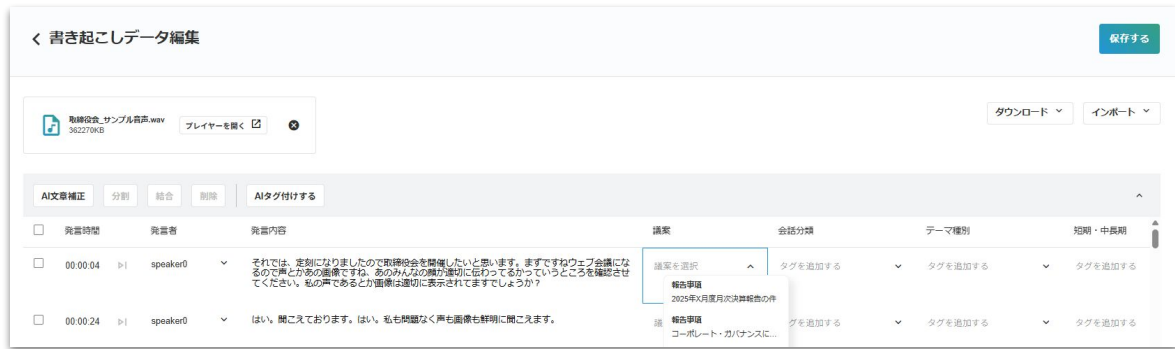 書き起こしデータ編集
保存する
取締役会_サンプル音声.wav
362270KB
プレイヤーを開く
ダウンロード
インポート
AI文章補正
分割
結合
削除
AIタグ付けする
発言時間
発言者
発言内容
議案
会話分類
テーマ種別
短期・中長期
00:00:04
speaker0
それでは、定刻になりましたので取締役会を開催したいと思います。まずですねウェブ会議にな
るので声とかあの画像ですね、あのみんなの顔が適切に伝わってるかっていうところを確認させ
てください。私の声であるとか画像は適切に表示されてますでしょうか？
議案を選択
タグを追加する
タグを追加する
タグを追加する
報告事項
2025年X月度月次決算報告の件
00:00:24
speaker0
はい。聞こえております。はい。私も問題なく声も画像も鮮明に聞こえます。
議
報告事項
コーポレート・ガバナンスに...
グを追加する
タグを追加する
タグを追加する